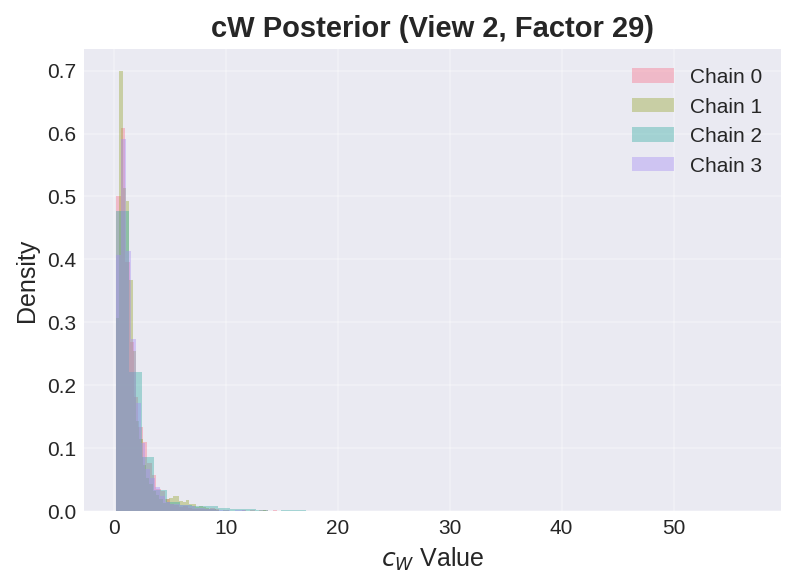 cW Posterior (View 2, Factor 29)
0.7
0.6
0.5
0.4
0.3
0.2
0.1
0.0
Density
Chain 0
Chain 1
Chain 2
Chain 3
0 10 20 30 40 50
c_W Value